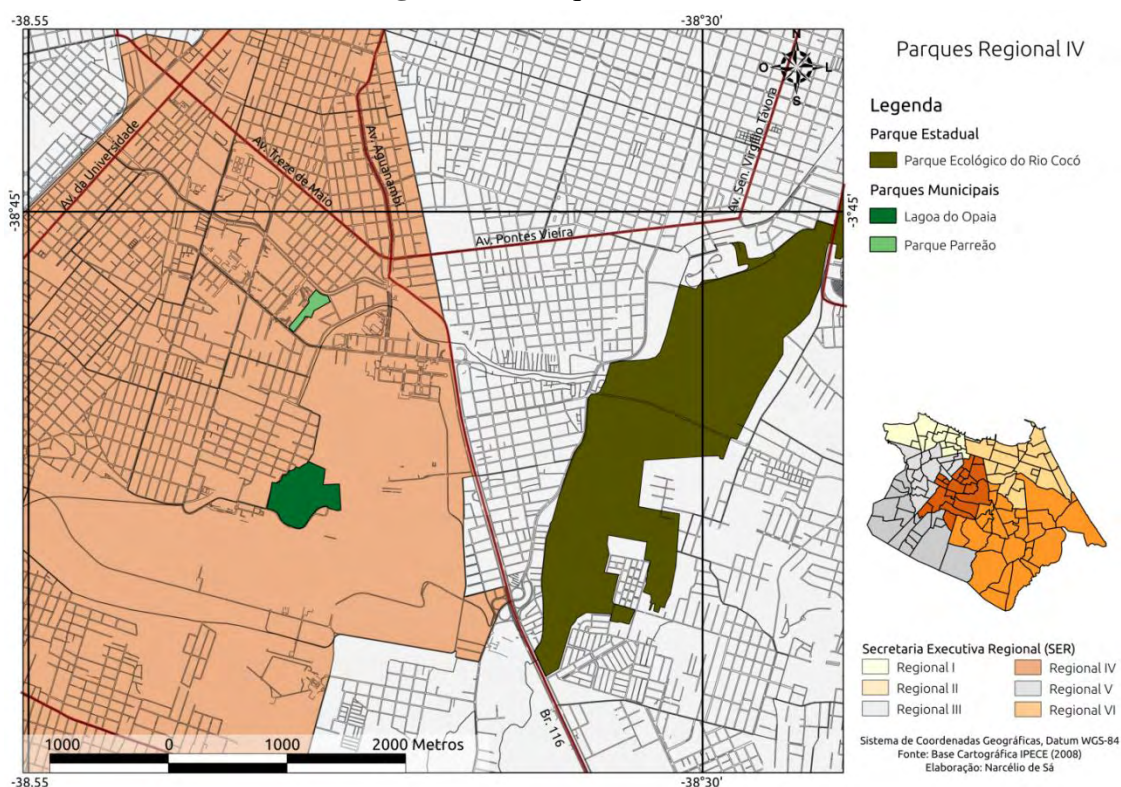 -38.55
-38°30'
-38°45'
-3°45'
Av. da Universidade
Av. Treze de Maio
Av. Aguanambi
Av. Pontes Vieira
Av. Sen. Virgílio Távora
Br. 116
N
O
L
S
1000
0
1000
2000 Metros
-38.55
-38°30'
Parques Regional IV
Legenda
Parque Estadual
Parque Ecológico do Rio Cocó
Parques Municipais
Lagoa do Opaia
Parque Parreão
Secretaria Executiva Regional (SER)
Regional I
Regional II
Regional III
Regional IV
Regional V
Regional VI
Sistema de Coordenadas Geográficas, Datum WGS-84
Fonte: Base Cartográfica IPECE (2008)
Elaboração: Narcélio de Sá